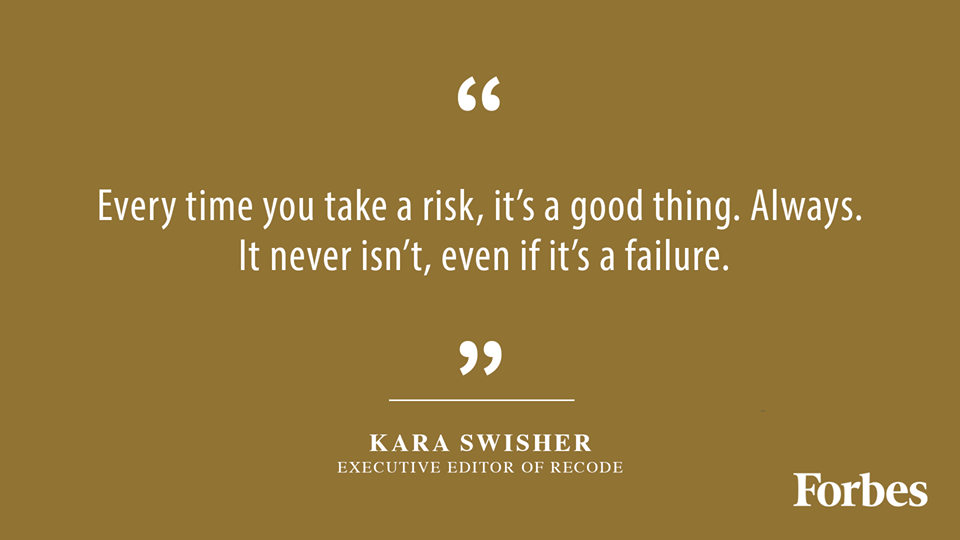 “
Every time you take a risk, it’s a good thing. Always.
It never isn’t, even if it’s a failure.
”
KARA SWISHER
EXECUTIVE EDITOR OF RECODE
Forbes